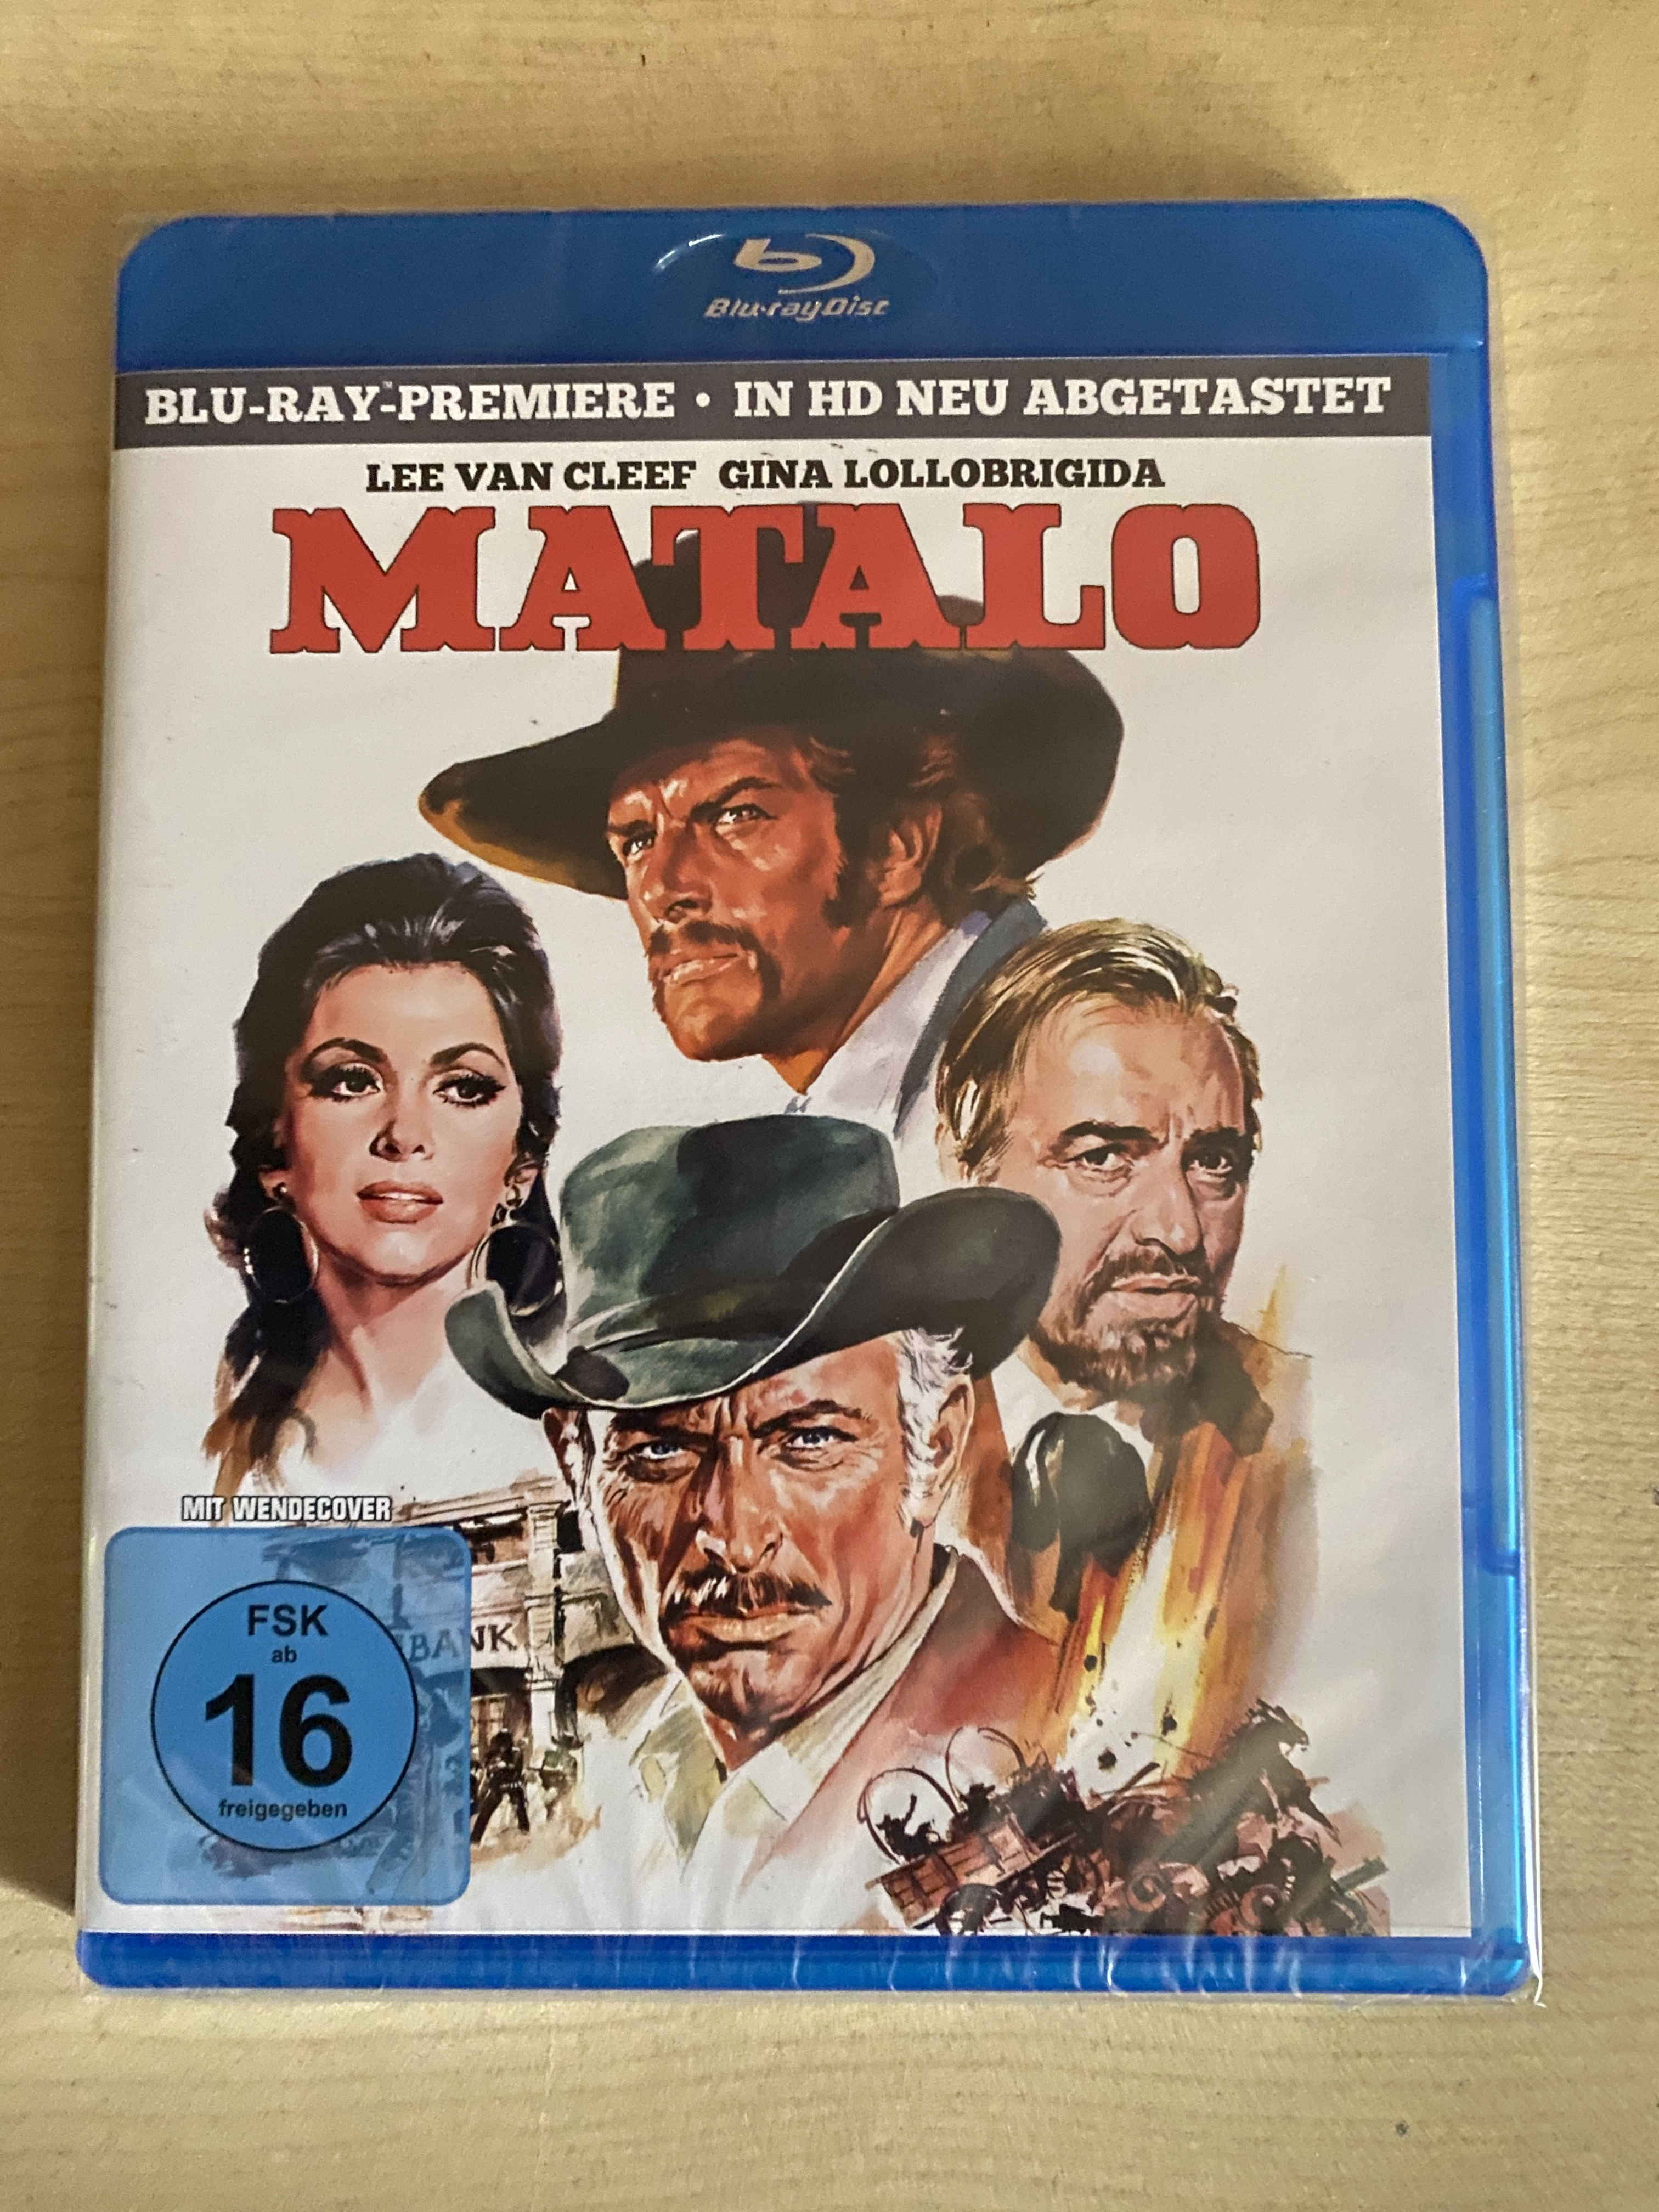 Blu-ray Disc
BLU-RAY™-PREMIERE • IN HD NEU ABGETASTET
LEE VAN CLEEF GINA LOLLOBRIGIDA
MATALO
MIT WENDECOVER
BANK
FSK
ab
16
freigegeben